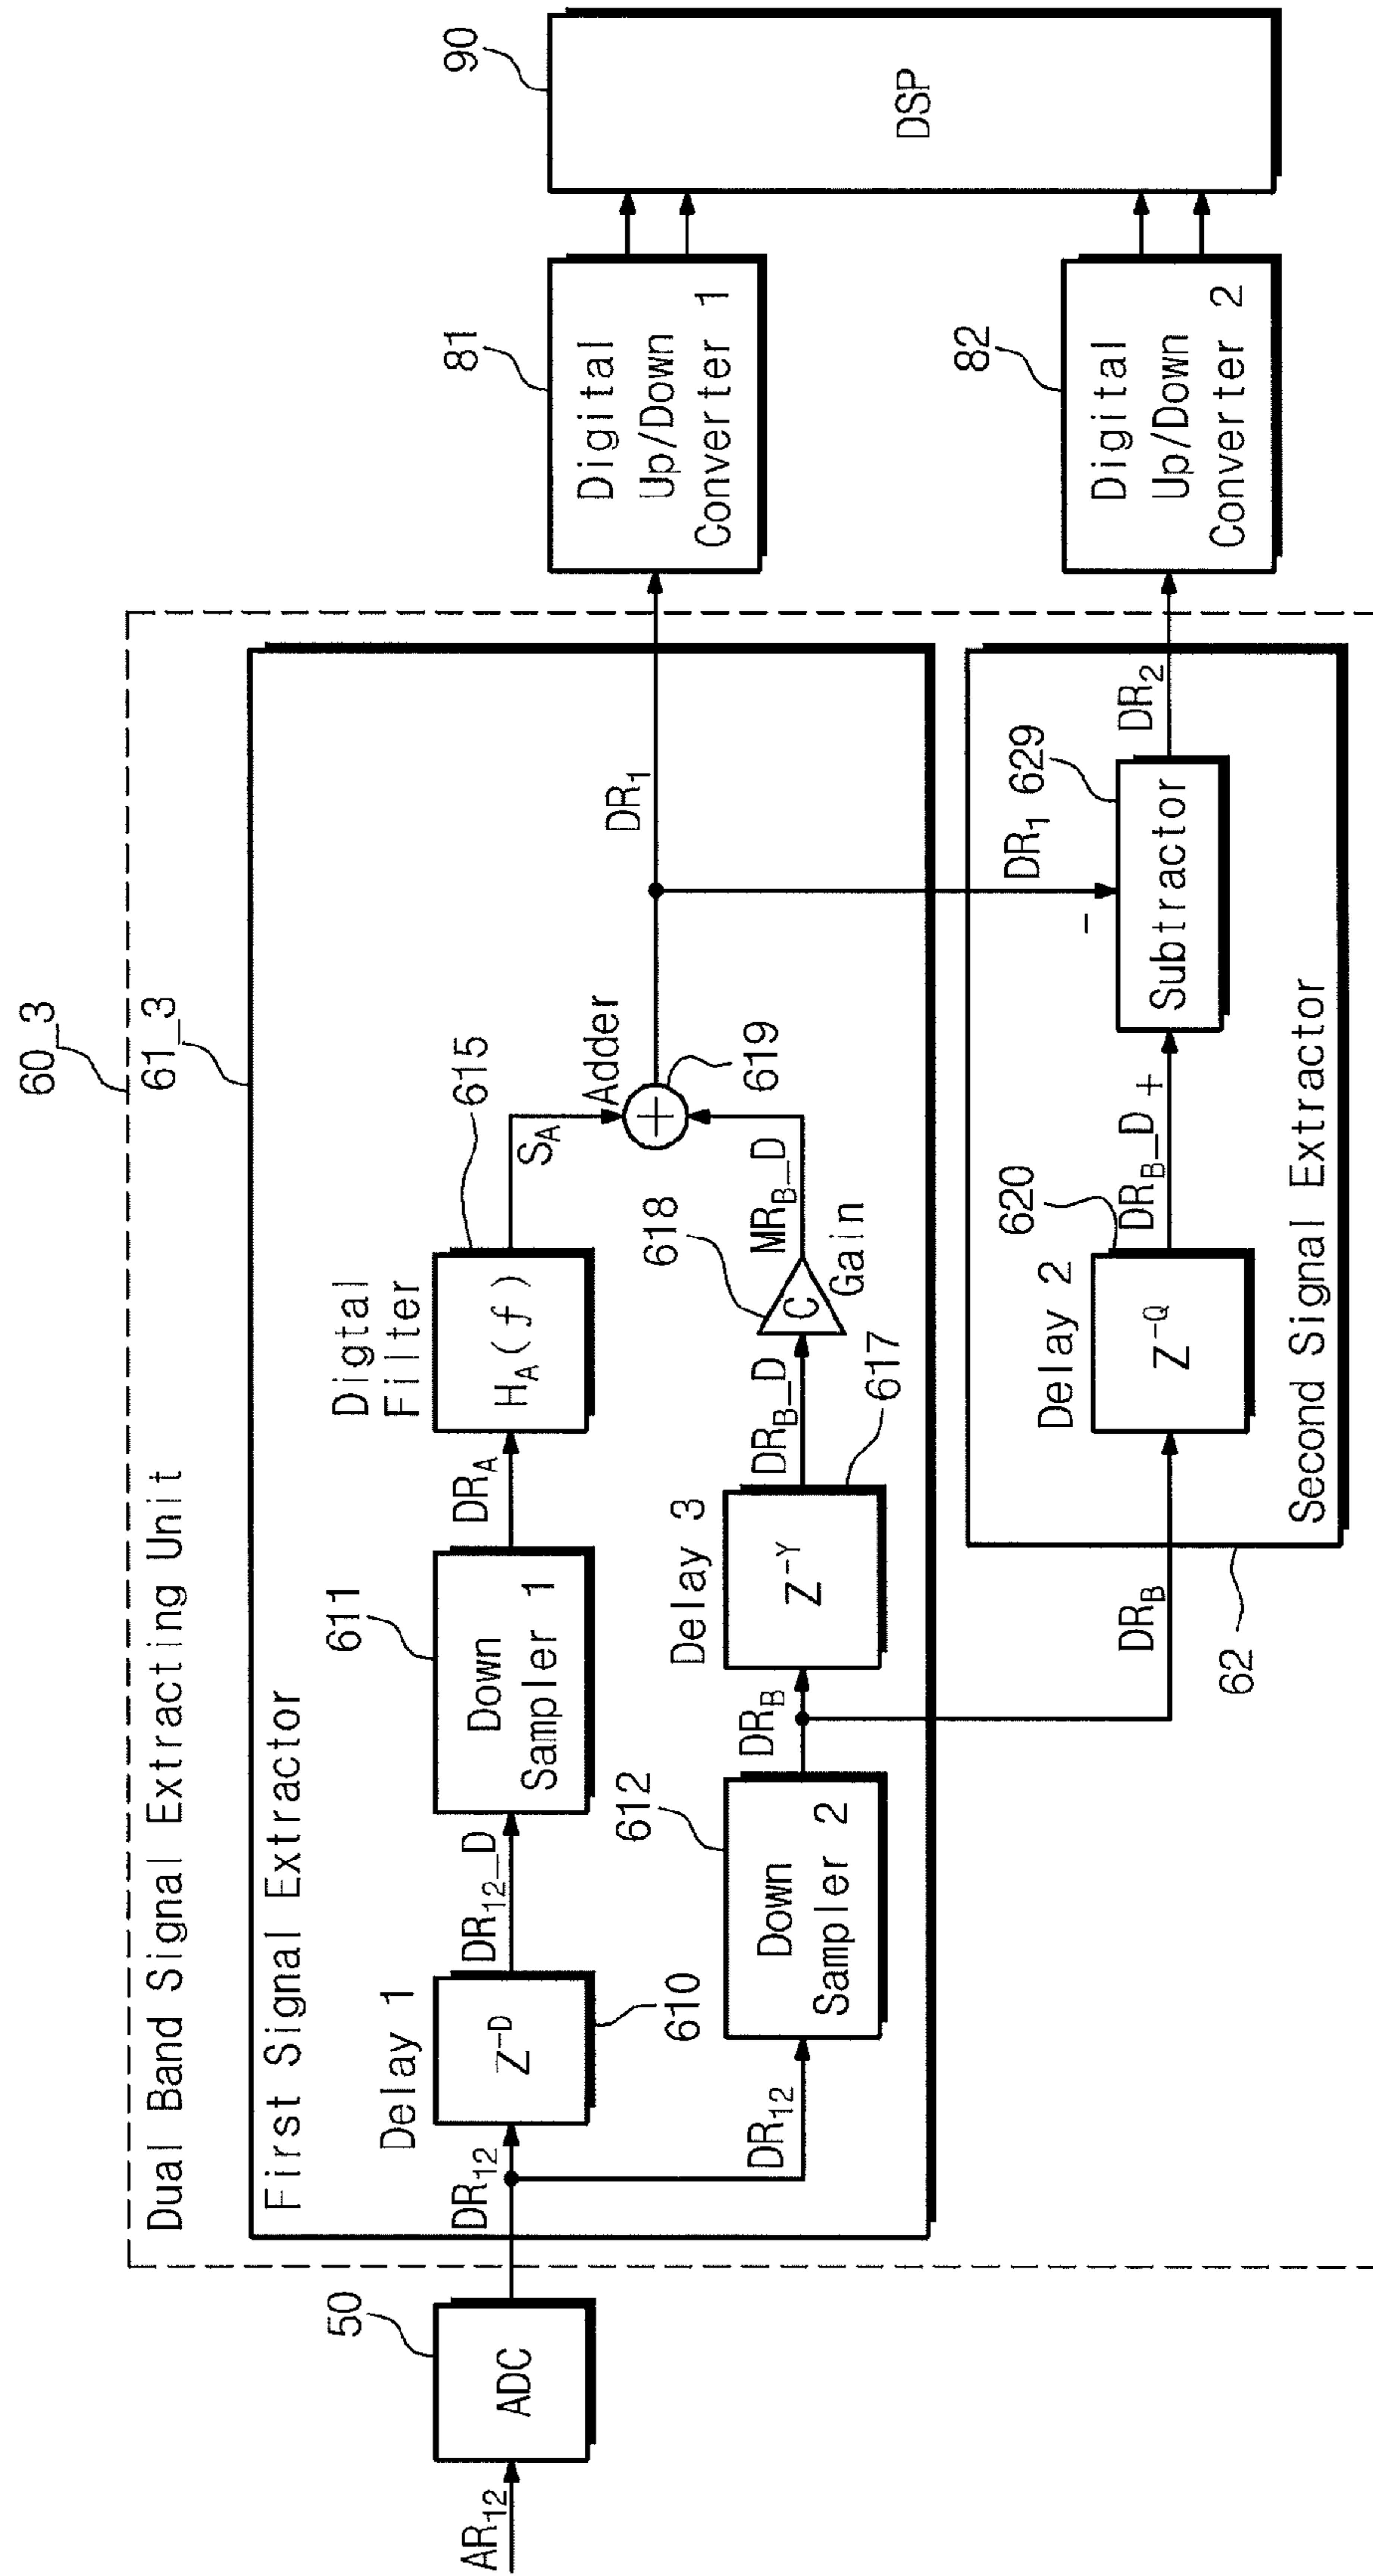 60_3
Dual Band Signal Extracting Unit
61_3
First Signal Extractor
AR12
50
ADC
DR12
Delay 1
Z^-D
610
DR12_D
611
Down
Sampler 1
DRA
Digtal
Filter
HA(f)
615
SA
Adder
+
619
DR12
612
Down
Sampler 2
DRB
Delay 3
Z^-Y
617
DRB_D
618
C
Gain
MRB_D
DR1
DR1
-
62
DRB
Delay 2
Z^-Q
620
DRB_D
+
Subtractor
629
DR2
Second Signal Extractor
81
Digital
Up/Down
Converter 1
82
Digital
Up/Down
Converter 2
90
DSP